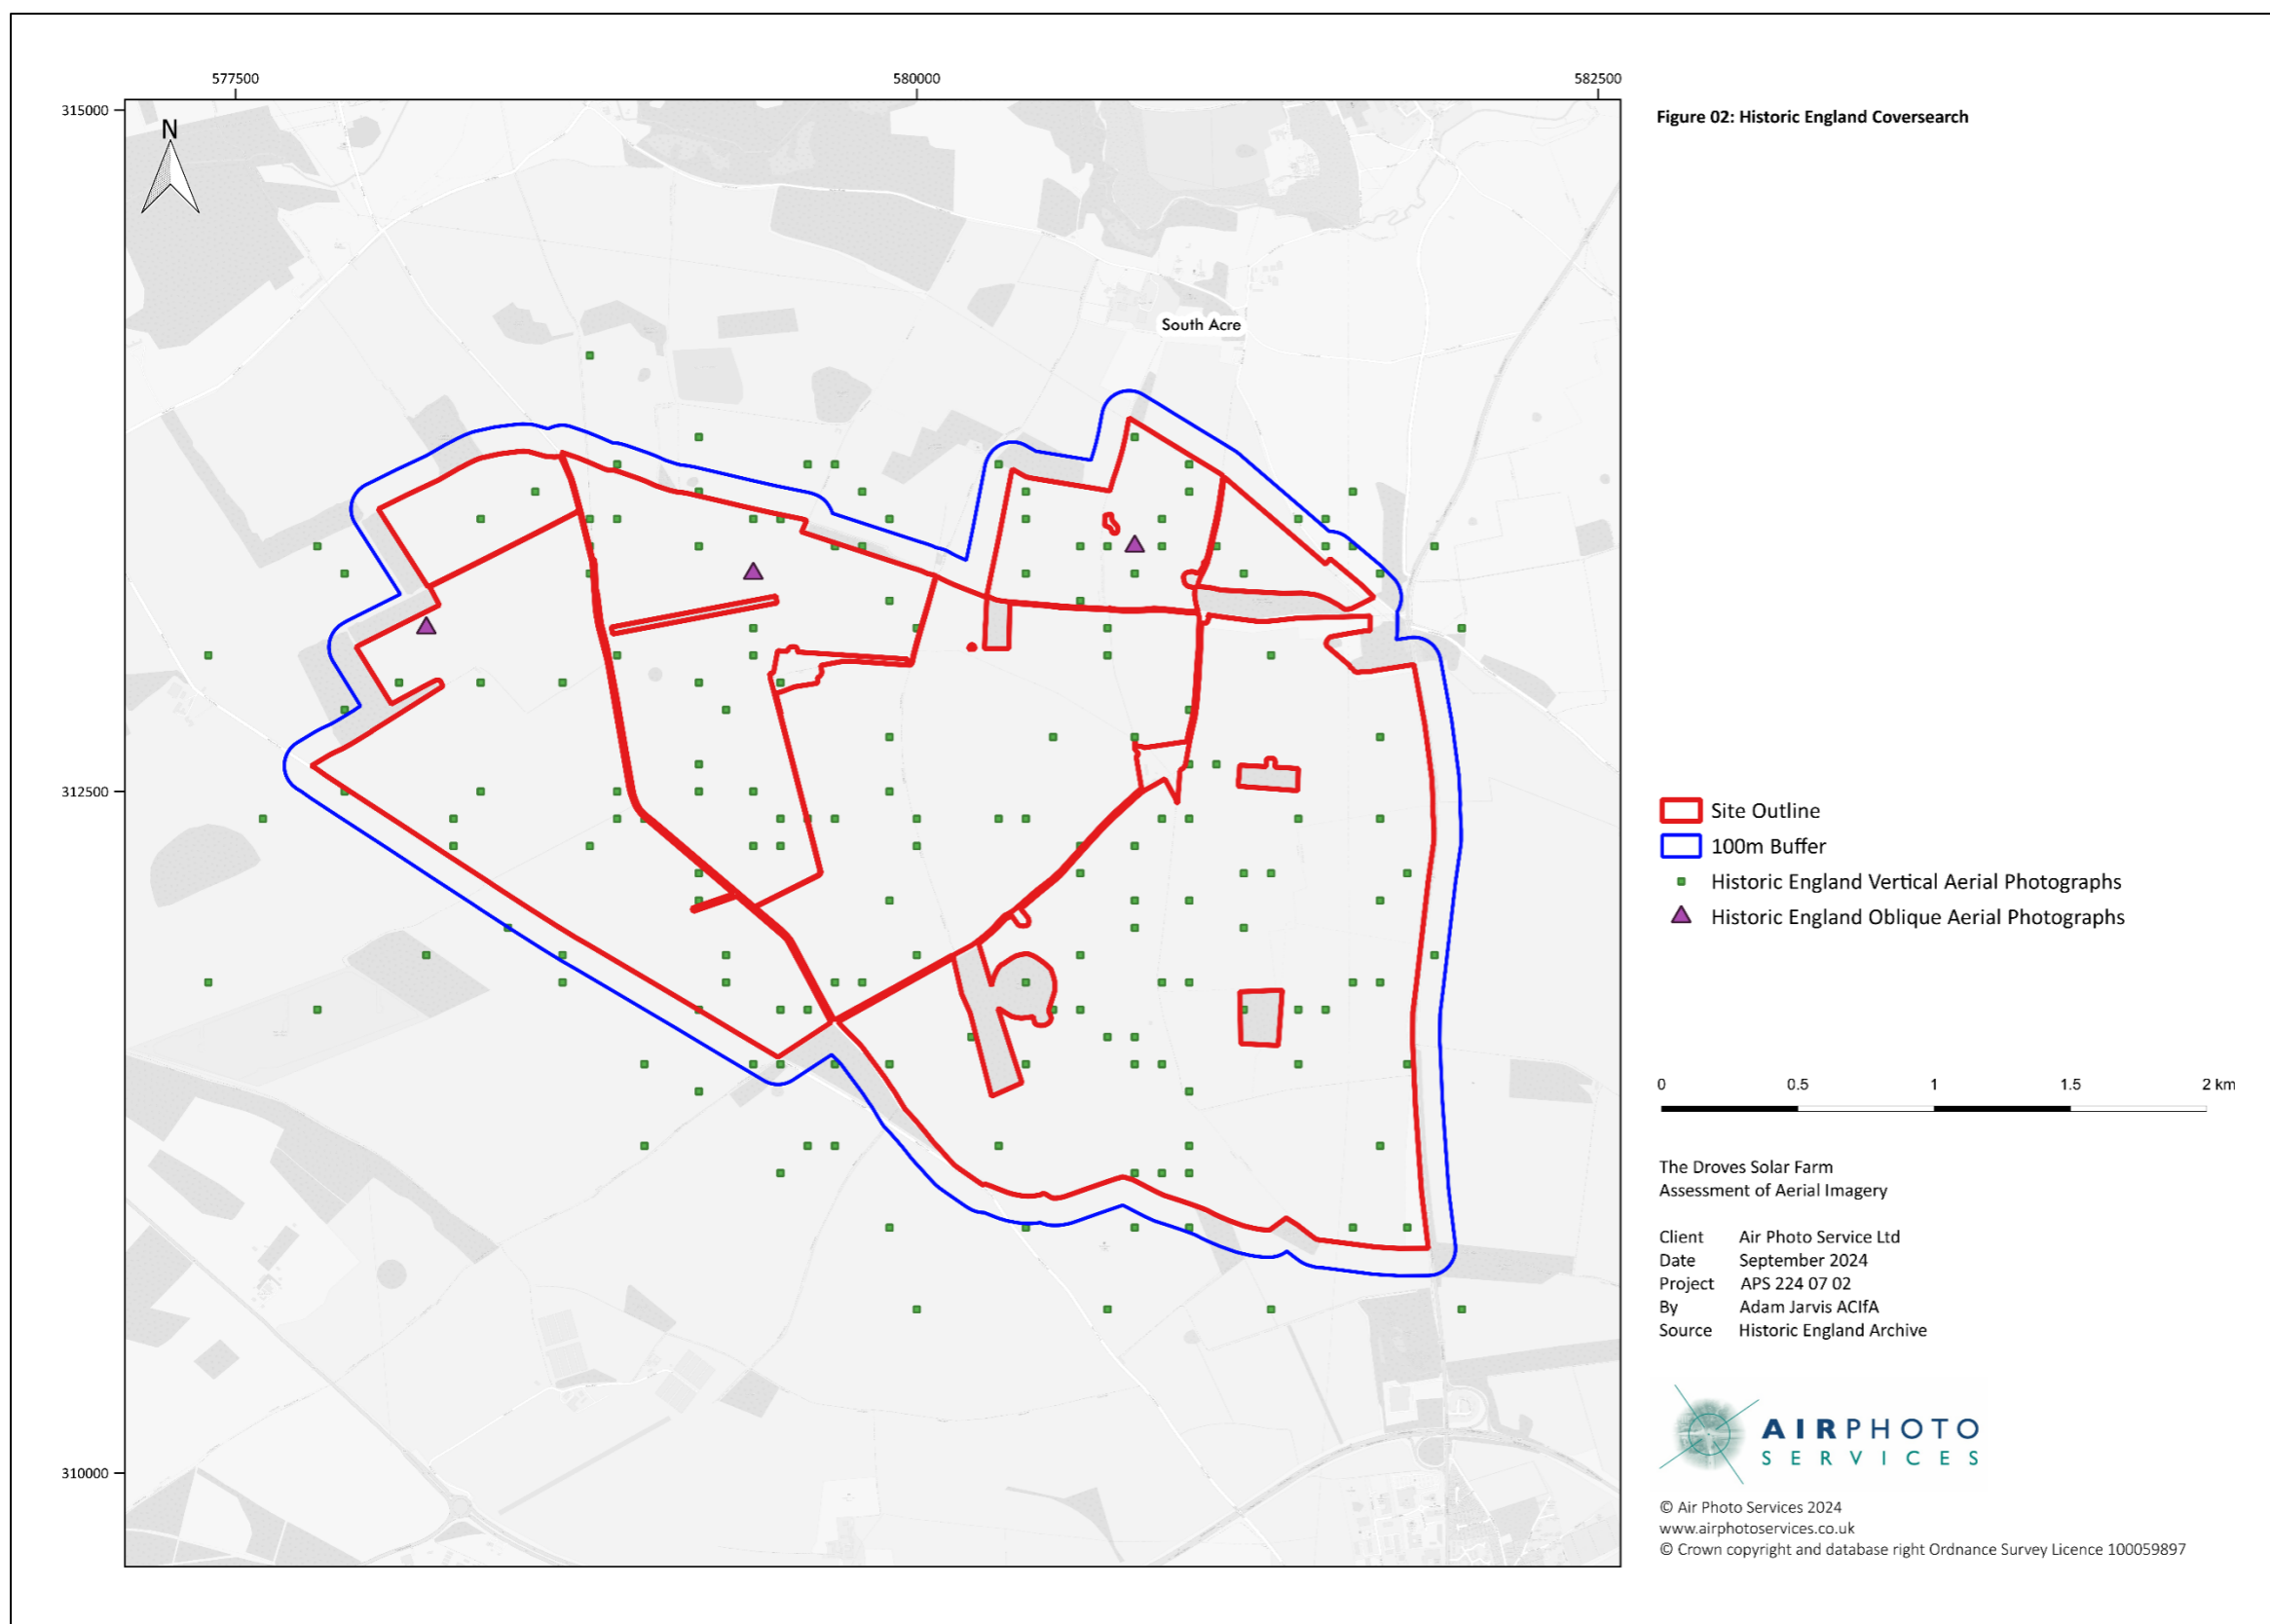 577500
580000
582500
315000
312500
310000
N
South Acre
Figure 02: Historic England Coversearch
Site Outline
100m Buffer
Historic England Vertical Aerial Photographs
Historic England Oblique Aerial Photographs
0 0.5 1 1.5 2 km
The Droves Solar Farm
Assessment of Aerial Imagery
Client Air Photo Service Ltd
Date September 2024
Project APS 224 07 02
By Adam Jarvis ACIfA
Source Historic England Archive
AIRPHOTO
SERVICES
© Air Photo Services 2024
www.airphotoservices.co.uk
© Crown copyright and database right Ordnance Survey Licence 100059897